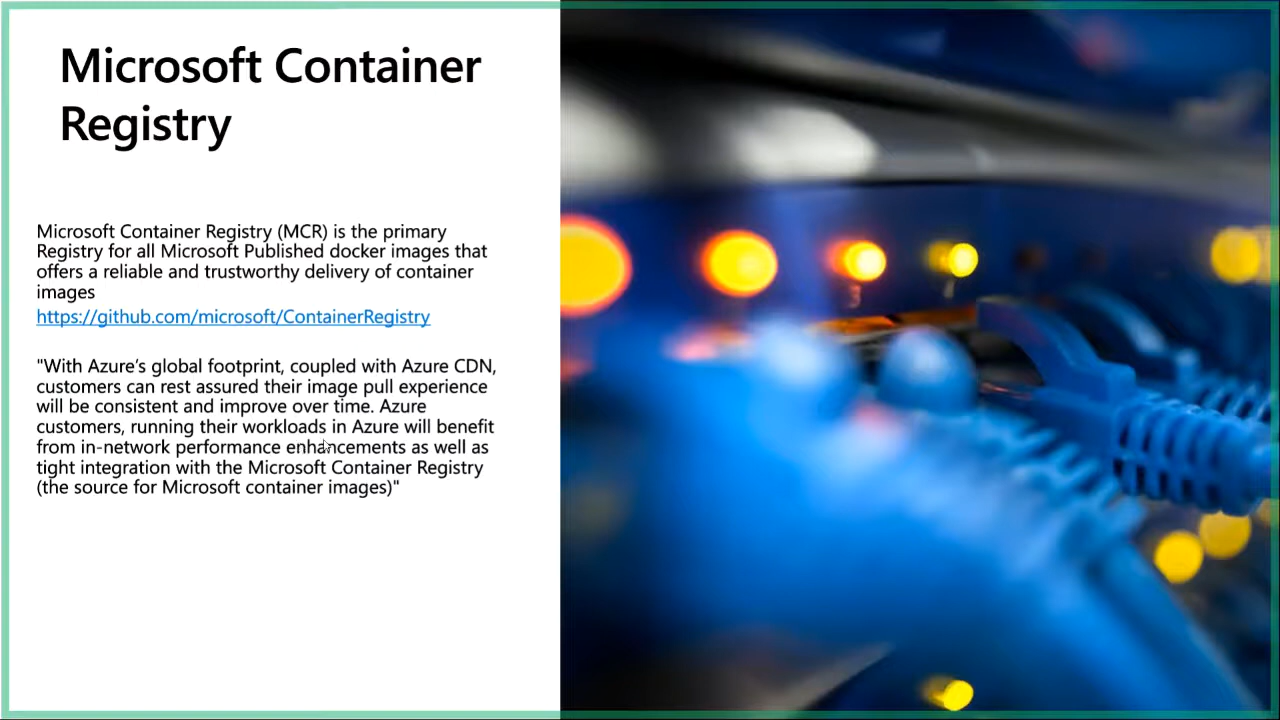 Microsoft Container
Registry
Microsoft Container Registry (MCR) is the primary
Registry for all Microsoft Published docker images that
offers a reliable and trustworthy delivery of container
images
https://github.com/microsoft/ContainerRegistry
"With Azure’s global footprint, coupled with Azure CDN,
customers can rest assured their image pull experience
will be consistent and improve over time. Azure
customers, running their workloads in Azure will benefit
from in-network performance enhancements as well as
tight integration with the Microsoft Container Registry
(the source for Microsoft container images)"